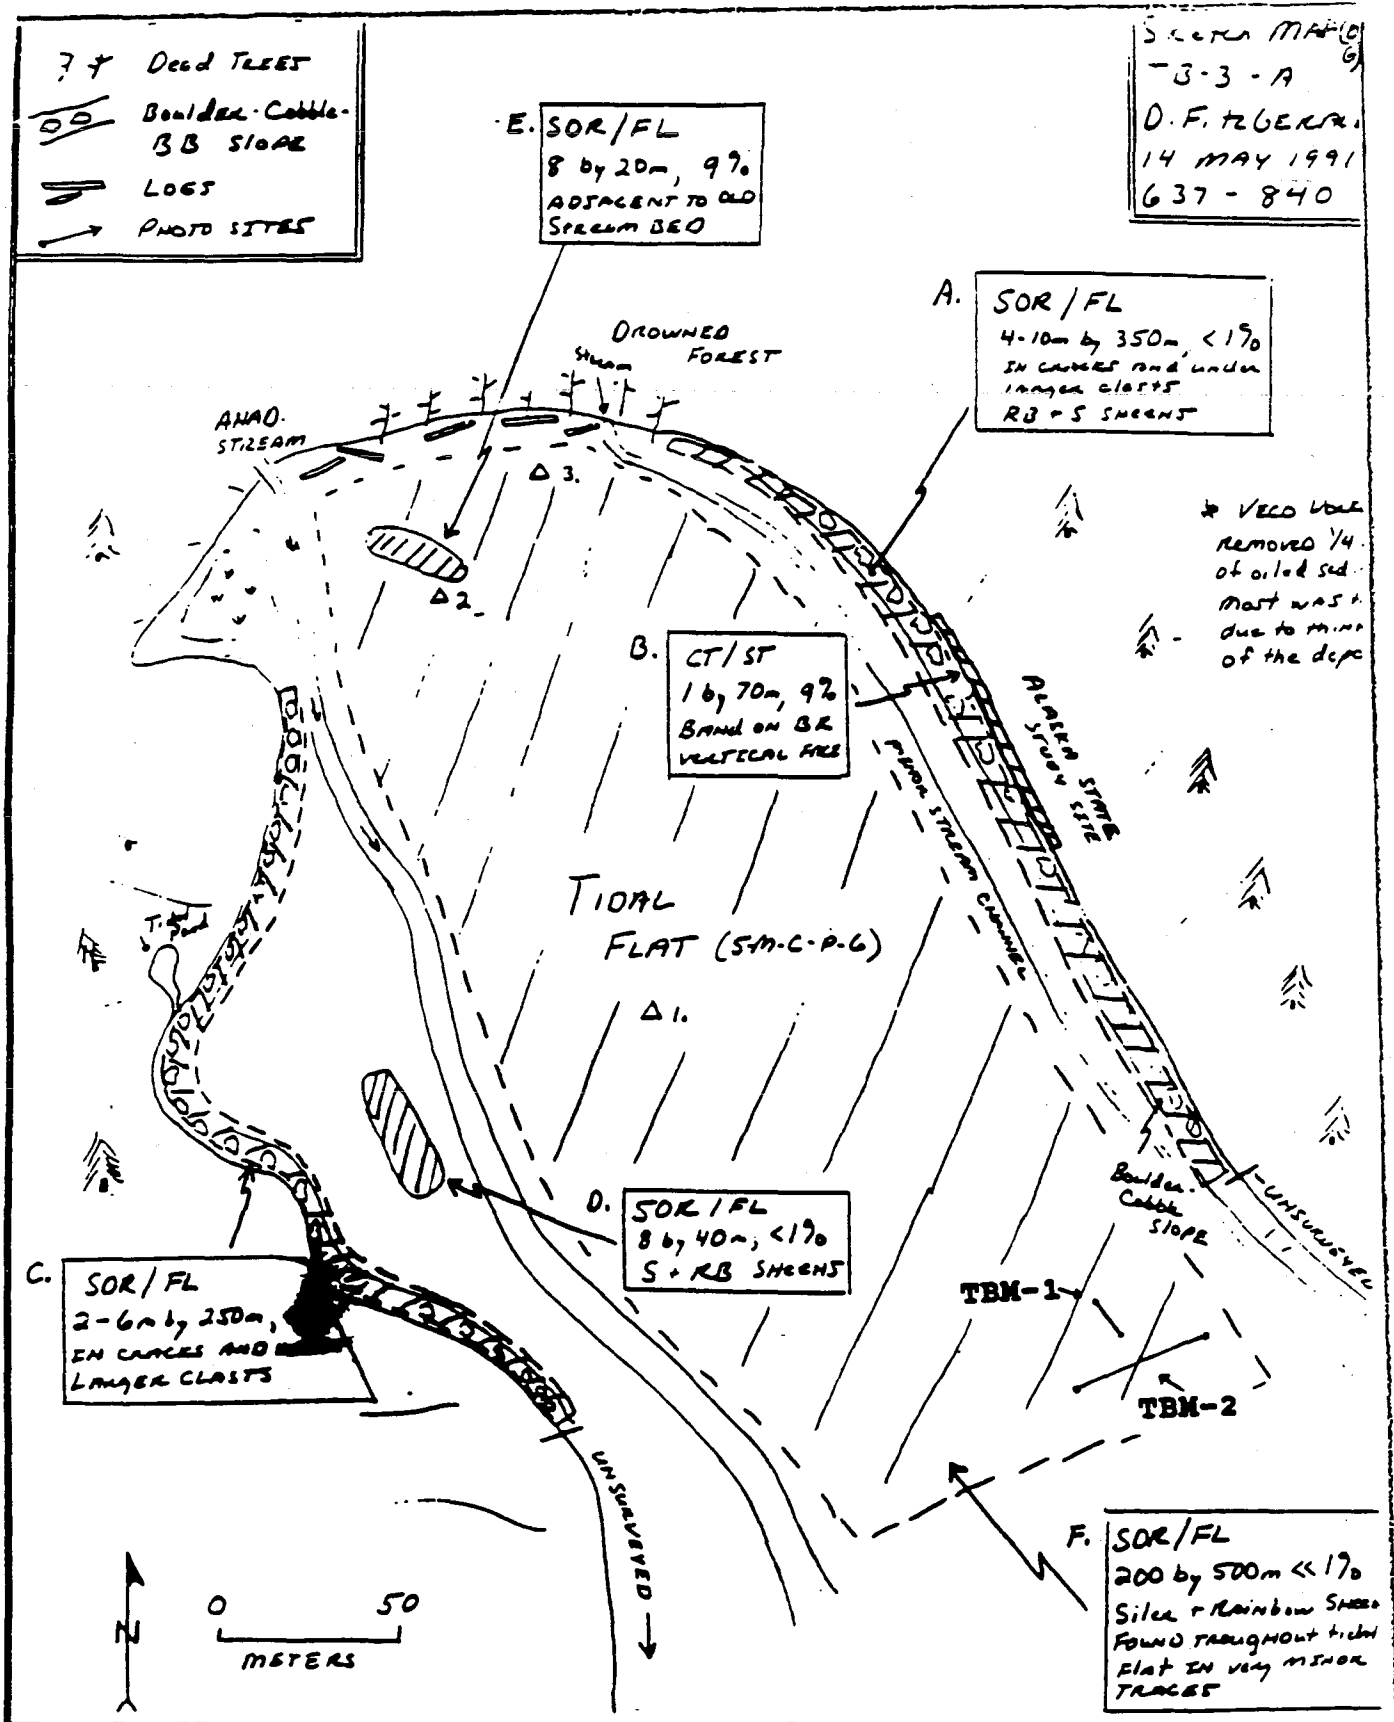 Dead TREES
Boulder-Cobble-
BB SlOPE
LOGS
PHOTO SITES
SKETCH MAP
3-3-A
14 MAY 1991
637 - 840
E. SOR/FL
8 by 20m, 9%
ADJACENT TO OLD
STREAM BED
A. SOR/FL
4-10m by 350m, <1%
IN CRACKS and under
larger clasts
RB + S SHEENS
DROWNED
FOREST
Stream
ANAD.
STREAM
△ 3.
△ 2
* VECO
REMOVED 1/4
of oiled sed
most was
due to
of the
B. CT/ST
1 by 70m, 9%
BAND ON BR
VERTICAL FACE
ALASKA STATE
STUDY SITE
STREAM CHANNEL
TIDAL
FLAT (S-M-C-P-G)
△ 1.
Tidal
Pond
D. SOR/FL
8 by 40m, <1%
S + RB SHEENS
Boulder-
Cobble
SLOPE
UNSURVEYED
C. SOR/FL
2-6m by 250m,
IN CRACKS AND
LARGER CLASTS
TBM-1
TBM-2
UNSURVEYED
F. SOR/FL
200 by 500m <<1%
Silver + Rainbow
FOUND THROUGHOUT tidal
Flat IN very MINOR
TRACES
N
0 50
METERS